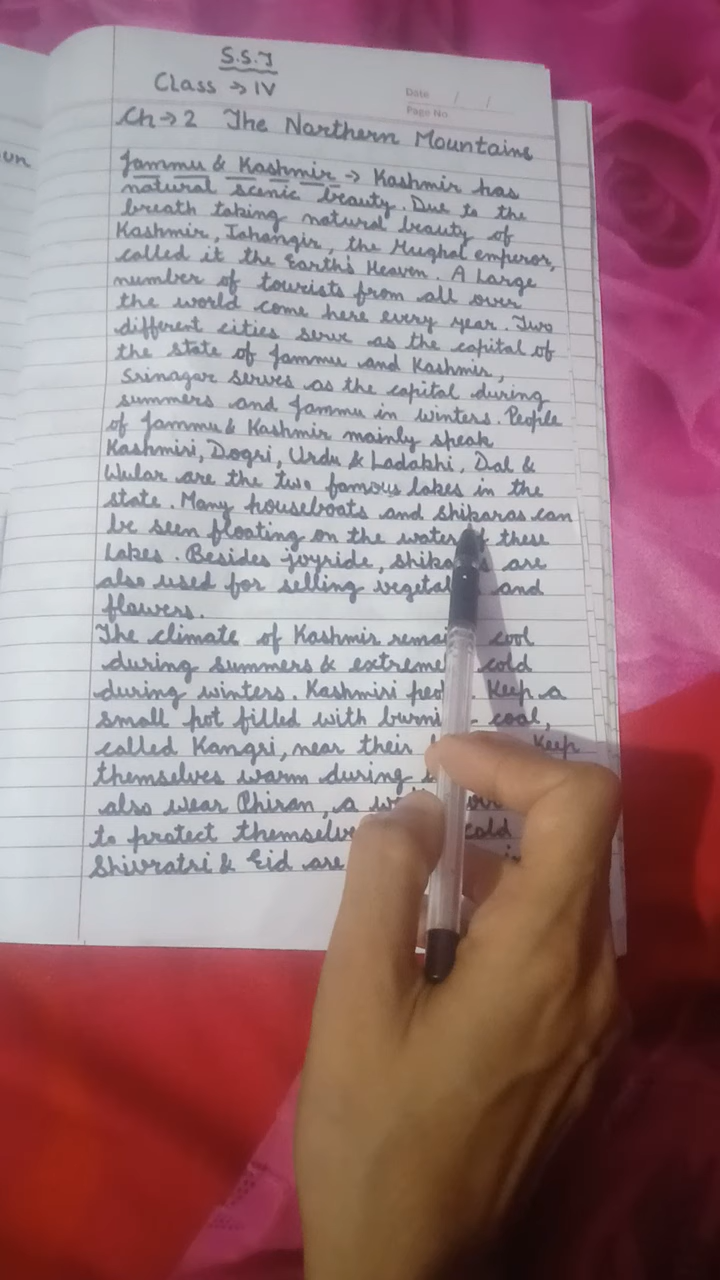 un
S.S.T
Class → IV
Date / /
Page No.
Ch → 2 The Northern Mountains
Jammu & Kashmir → Kashmir has
natural scenic beauty. Due to the
breath taking natural beauty of
Kashmir, Jahangir, the Mughal emperor,
called it the Earth's Heaven. A Large
number of tourists from all over
the world come here every year. Two
different cities serve as the capital of
the state of Jammu and Kashmir,
Srinagar serves as the capital during
summers and Jammu in winters. People
of Jammu & Kashmir mainly speak
Kashmiri, Dogri, Urdu & Ladakhi, Dal &
Wular are the two famous lakes in the
state. Many houseboats and shikaras can
be seen floating on the water these
lakes. Besides joyride, are
also used for selling and
flowers.
The climate of Kashmir cool
during summers & cold
during winters. Kashmiri Keep a
small pot filled with coal,
called Kangri, near their Keep
themselves warm during
also wear Phiran, a
to protect cold
Shivratri & Eid are